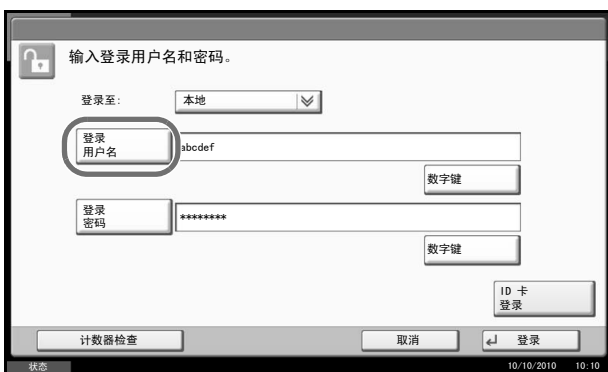 输入登录用户名和密码。
登录至:
本地
登录
用户名
abcdef
数字键
登录
密码
********
数字键
ID 卡
登录
计数器检查
取消
登录
状态
10/10/2010 10:10